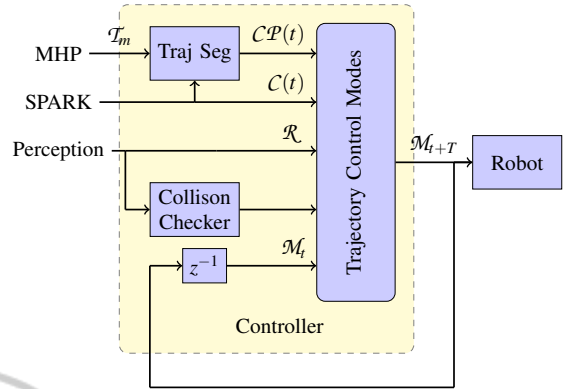 MHP
𝒯m
Traj Seg
𝒞𝒫(t)
SPARK
𝒞(t)
Perception
ℛ
Collison
Checker
z⁻¹
ℳt
Trajectory Control Modes
ℳt+T
Robot
Controller